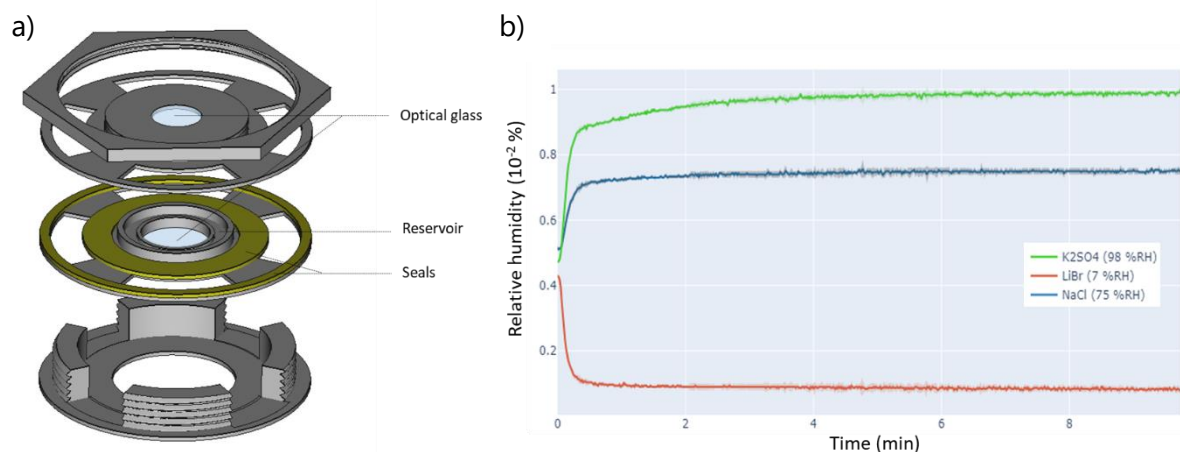 a)
Optical glass
Reservoir
Seals
b)
Relative humidity (10⁻² %)
1
0.8
0.6
0.4
0.2
K2SO4 (98 %RH)
LiBr (7 %RH)
NaCl (75 %RH)
0
2
4
6
8
Time (min)